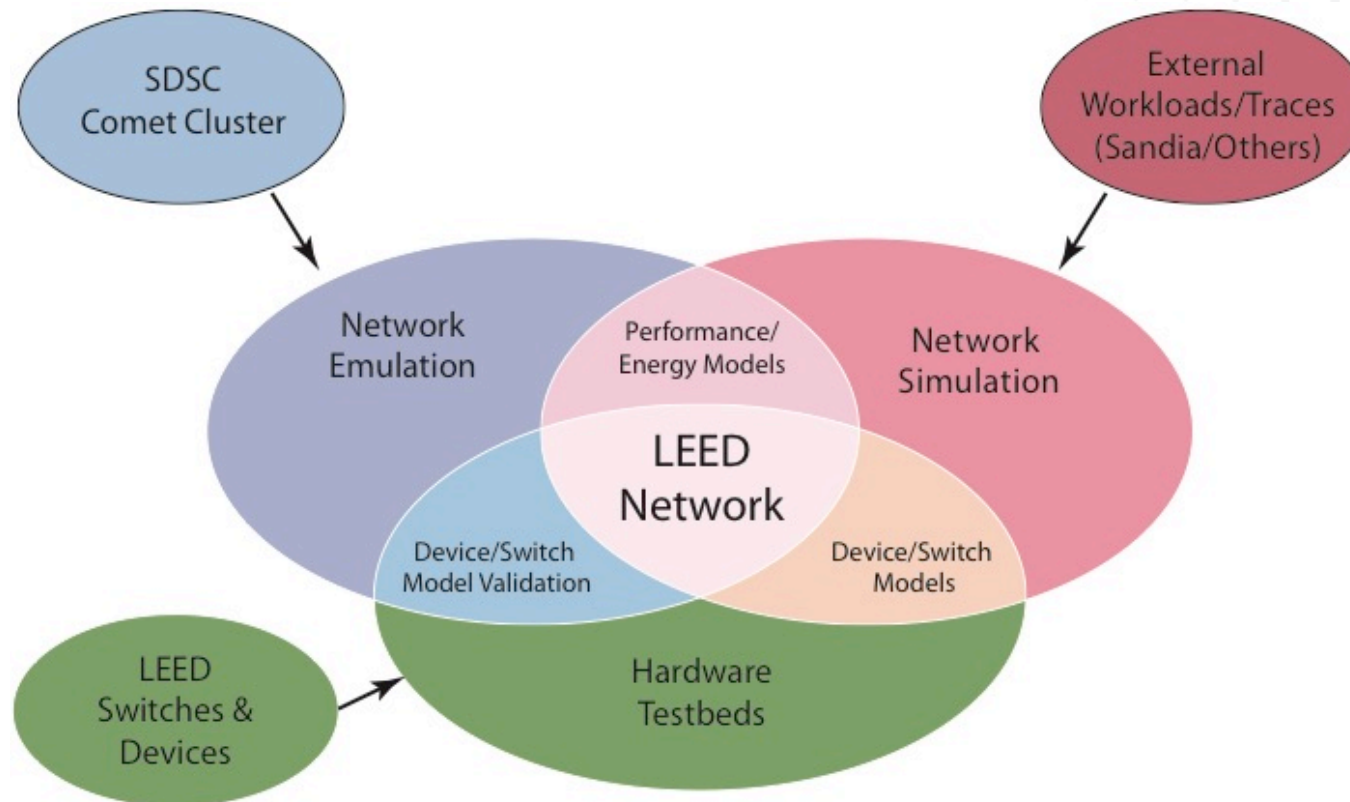 SDSC
Comet Cluster
External
Workloads/Traces
(Sandia/Others)
Network
Emulation
Performance/
Energy Models
Network
Simulation
LEED
Network
Device/Switch
Model Validation
Device/Switch
Models
LEED
Switches &
Devices
Hardware
Testbeds